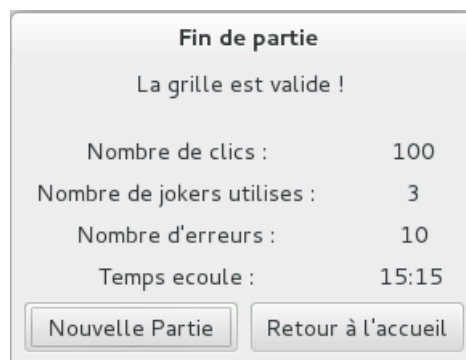 Fin de partie
La grille est valide !
Nombre de clics : 100
Nombre de jokers utilises : 3
Nombre d'erreurs : 10
Temps ecoule : 15:15
Nouvelle Partie Retour à l'accueil